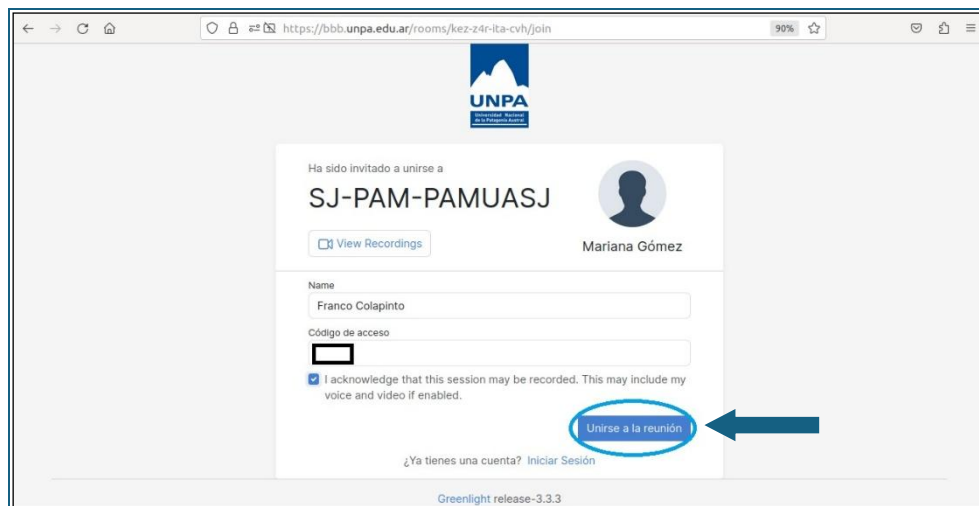 https://bbb.unpa.edu.ar/rooms/kez-z4r-ita-cvh/join
90%
UNPA
Universidad Nacional
de la Patagonia Austral
Ha sido invitado a unirse a
SJ-PAM-PAMUASJ
View Recordings
Mariana Gómez
Name
Franco Colapinto
Código de acceso
I acknowledge that this session may be recorded. This may include my
voice and video if enabled.
Unirse a la reunión
¿Ya tienes una cuenta? Iniciar Sesión
Greenlight release-3.3.3